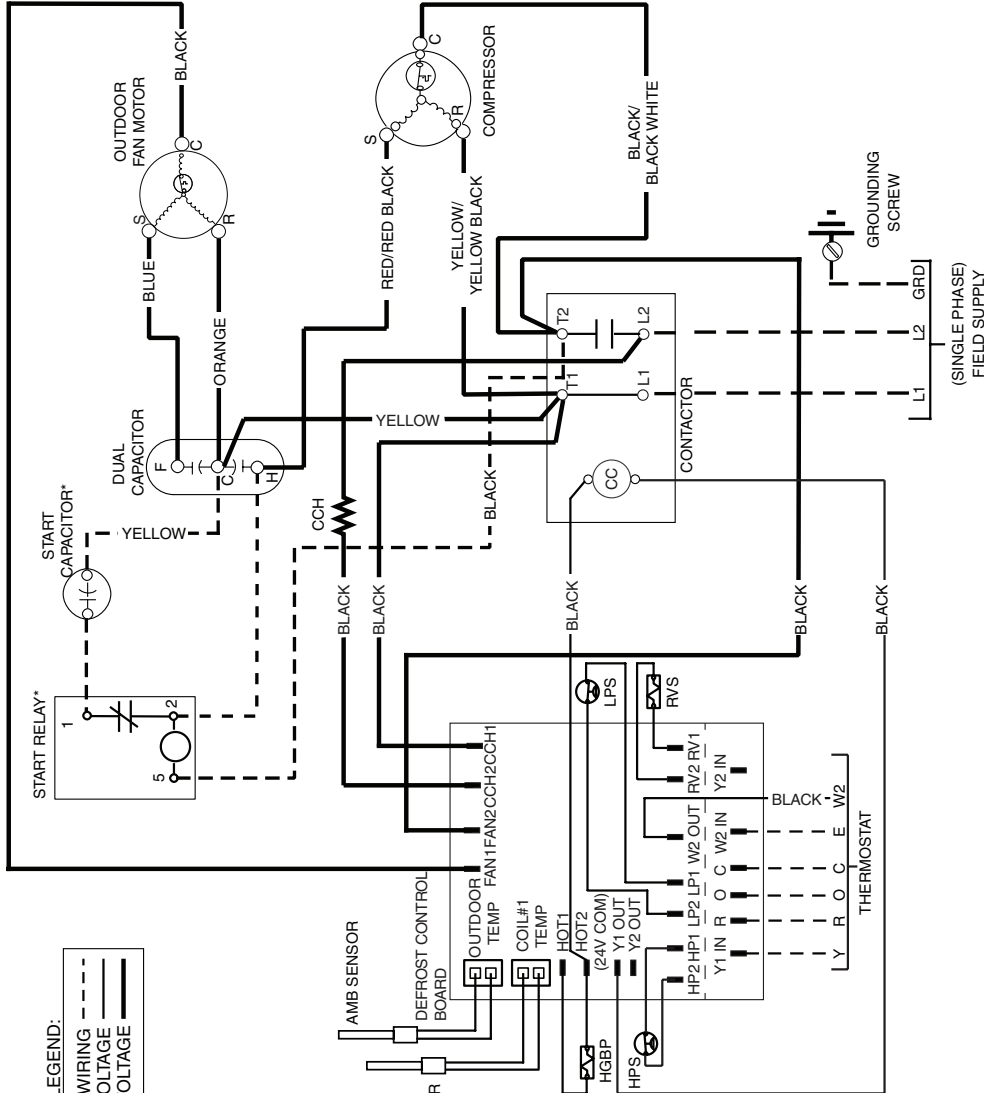 BLACK
OUTDOOR
FAN MOTOR
S
C
R
BLUE
ORANGE
C
COMPRESSOR
S
R
BLACK/
BLACK WHITE
RED/RED BLACK
YELLOW/
YELLOW BLACK
GROUNDING
SCREW
DUAL
CAPACITOR
F
C
H
START
CAPACITOR*
YELLOW
YELLOW
START RELAY*
1
2
5
CCH
BLACK
BLACK
BLACK
T2
L2
T1
L1
CC
CONTACTOR
L1
L2
GRD
(SINGLE PHASE)
FIELD SUPPLY
BLACK
BLACK
BLACK
LPS
RVS
LEGEND:
WIRING
OLTAGE
OLTAGE
AMB SENSOR
R
DEFROST CONTROL
BOARD
OUTDOOR
TEMP
FAN1
FAN2
CCH2
CCH1
COIL#1
TEMP
HOT1
HOT2
(24V COM)
Y1 OUT
Y2 OUT
HGBP
HPS
HP2
HP1
LP2
LP1
W2 OUT
RV2
RV1
Y1 IN
R
O
C
W2 IN
Y2 IN
BLACK
Y
R
O
C
E
W2
THERMOSTAT